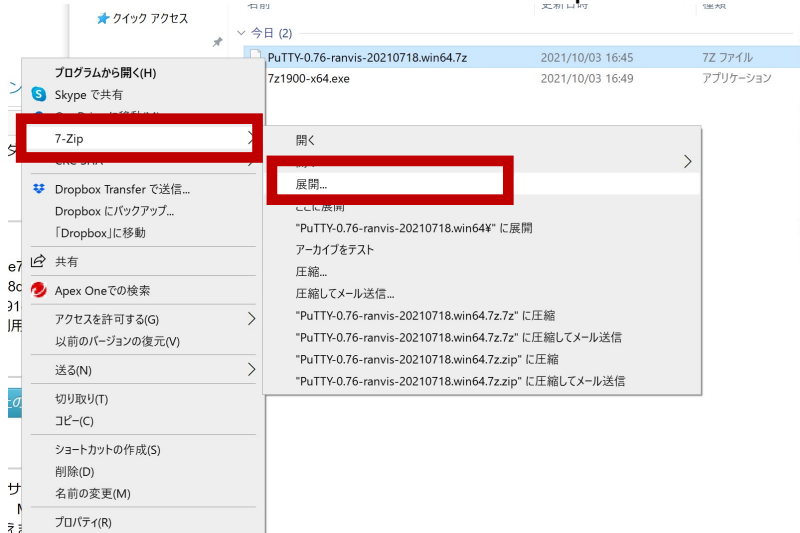 名前 更新日時 種類
クイック アクセス
今日 (2)
PuTTY-0.76-ranvis-20210718.win64.7z 2021/10/03 16:45 7Z ファイル
7z1900-x64.exe 2021/10/03 16:49 アプリケーション
プログラムから開く(H)
Skype で共有
7-Zip
CRC SHA
Dropbox Transfer で送信...
Dropbox にバックアップ...
「Dropbox」に移動
共有
Apex Oneでの検索
アクセスを許可する(G)
以前のバージョンの復元(V)
送る(N)
切り取り(T)
コピー(C)
ショートカットの作成(S)
削除(D)
名前の変更(M)
プロパティ(R)
開く
展開...
ここに展開
"PuTTY-0.76-ranvis-20210718.win64¥" に展開
アーカイブをテスト
圧縮...
圧縮してメール送信...
"PuTTY-0.76-ranvis-20210718.win64.7z.7z" に圧縮
"PuTTY-0.76-ranvis-20210718.win64.7z.7z" に圧縮してメール送信
"PuTTY-0.76-ranvis-20210718.win64.7z.zip" に圧縮
"PuTTY-0.76-ranvis-20210718.win64.7z.zip" に圧縮してメール送信